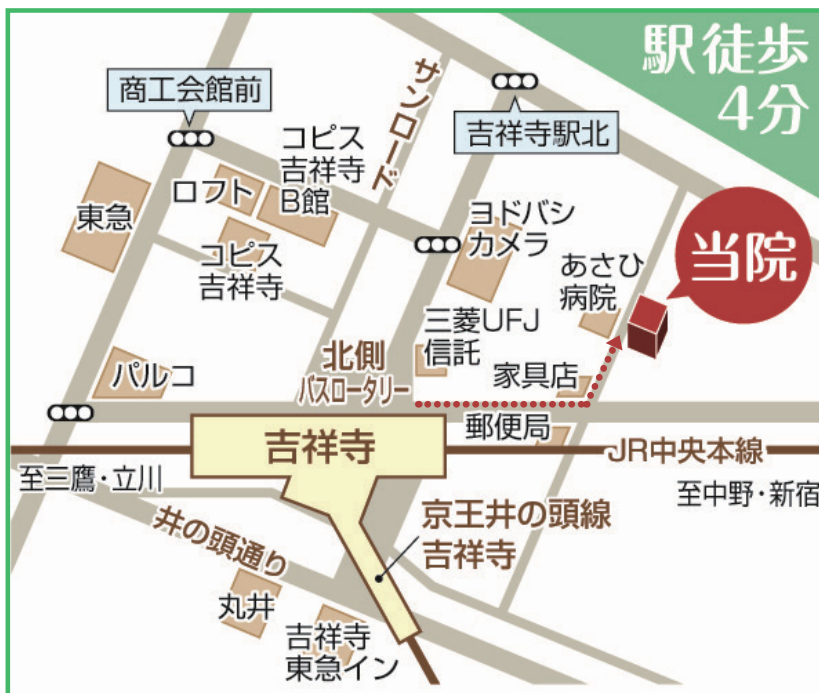 駅徒歩
4分
商工会館前
サンロード
吉祥寺駅北
コピス
吉祥寺
B館
ロフト
東急
コピス
吉祥寺
ヨドバシ
カメラ
あさひ
病院
当院
三菱UFJ
信託
北側
バスロータリー
家具店
パルコ
吉祥寺
郵便局
JR中央本線
至三鷹・立川
至中野・新宿
京王井の頭線
吉祥寺
井の頭通り
丸井
吉祥寺
東急イン